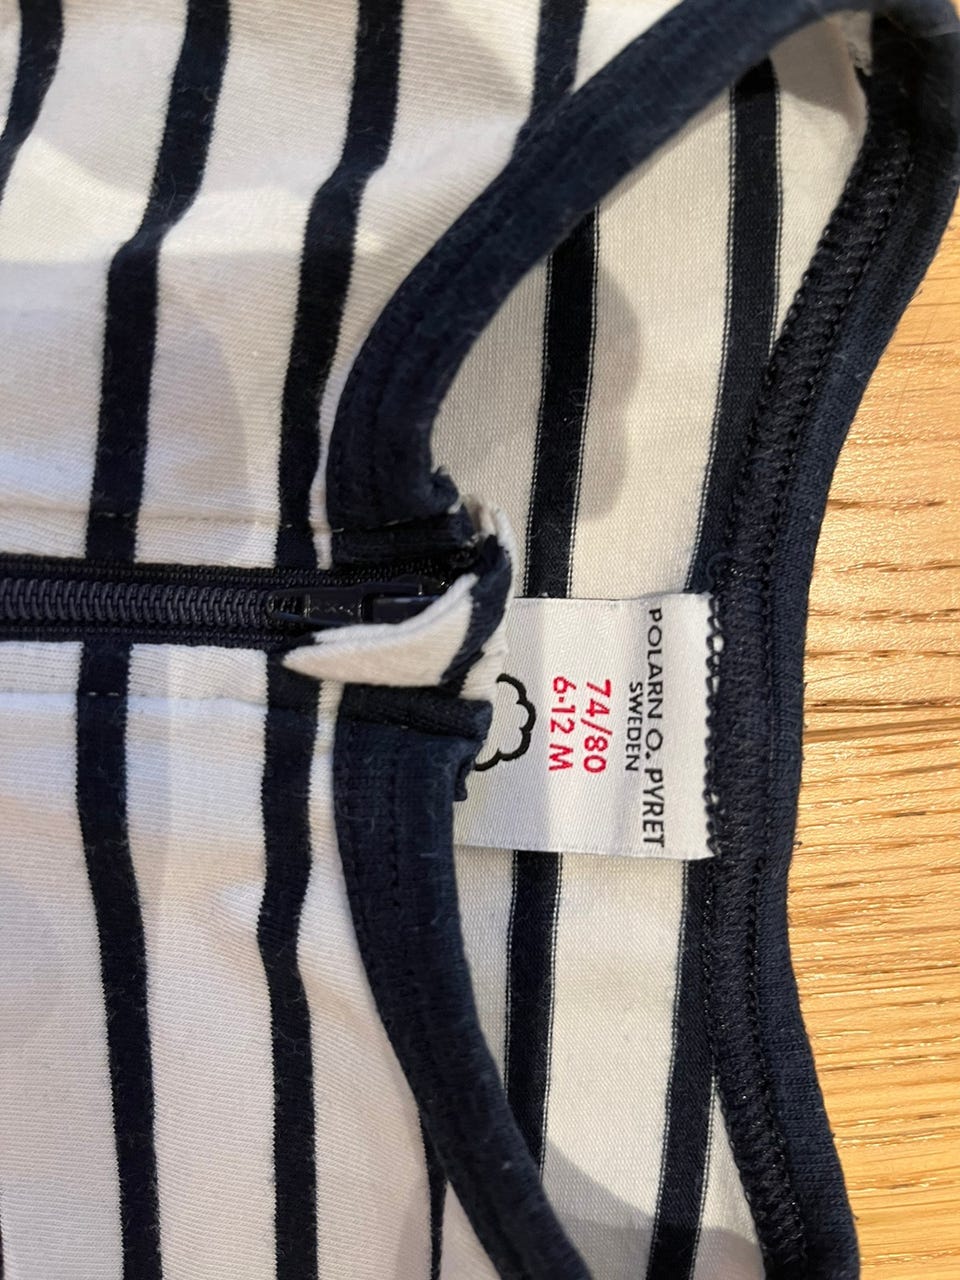 POLARN O. PYRET
SWEDEN
74/80
6-12 M